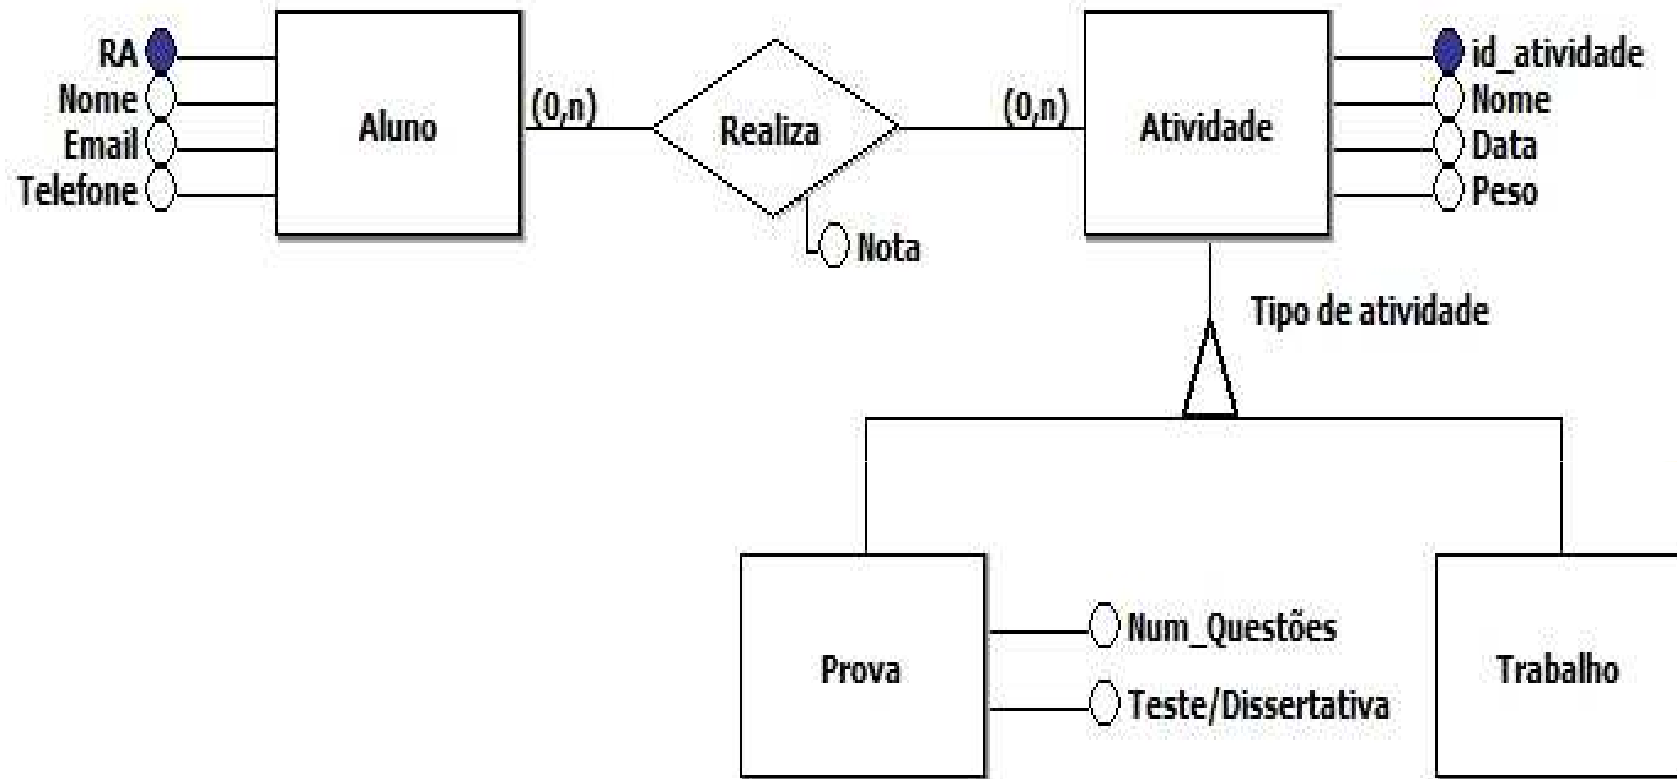 RA
Nome
Email
Telefone
Aluno
(0,n)
Realiza
Nota
(0,n)
Atividade
id_atividade
Nome
Data
Peso
Tipo de atividade
Prova
Num_Questões
Teste/Dissertativa
Trabalho